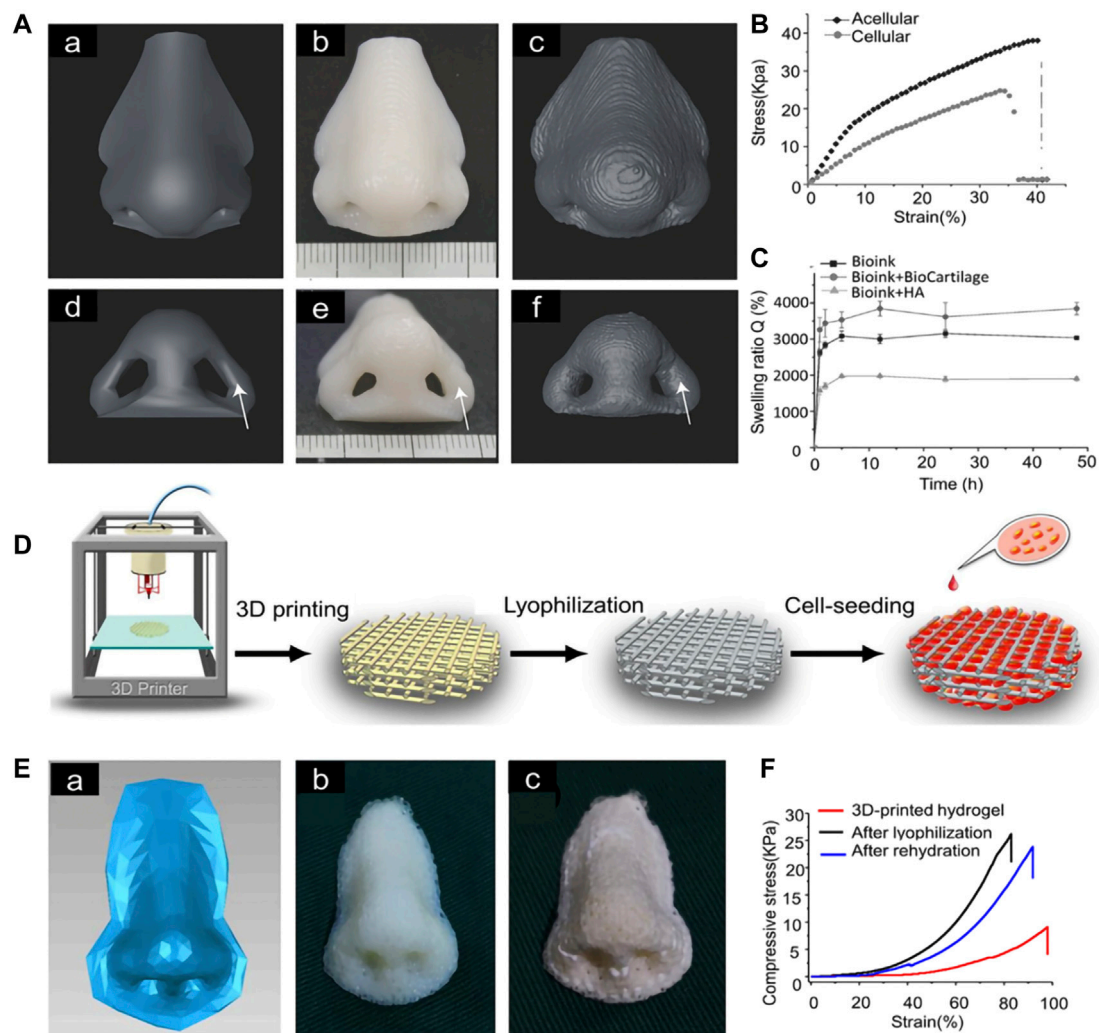 A
a
b
c
d
e
f
B
Acellular
Cellular
Stress(Kpa)
40
30
20
10
0
0 10 20 30 40
Strain(%)
C
Bioink
Bioink+BioCartilage
Bioink+HA
Swelling ratio Q (%)
4000
3000
2000
1000
0
0 10 20 30 40 50
Time (h)
D
3D Printer
3D printing
Lyophilization
Cell-seeding
E
a
b
c
F
3D-printed hydrogel
After lyophilization
After rehydration
Compressive stress(KPa)
30
25
20
15
10
5
0
0 20 40 60 80 100
Strain(%)